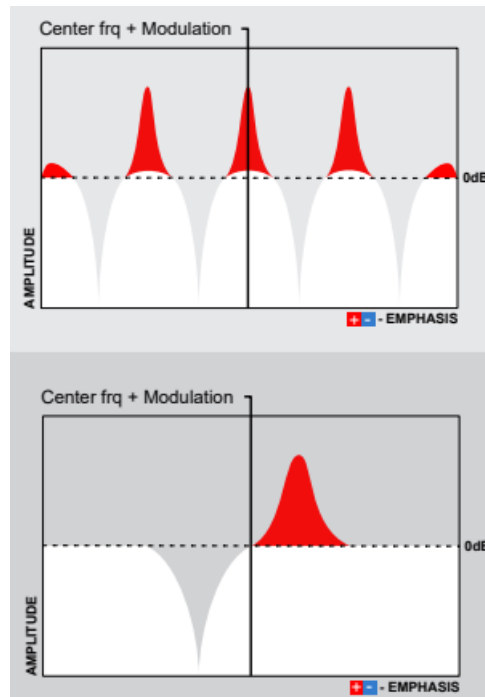 Center frq + Modulation
0dB
AMPLITUDE
+ - - EMPHASIS
Center frq + Modulation
0dB
AMPLITUDE
+ - - EMPHASIS